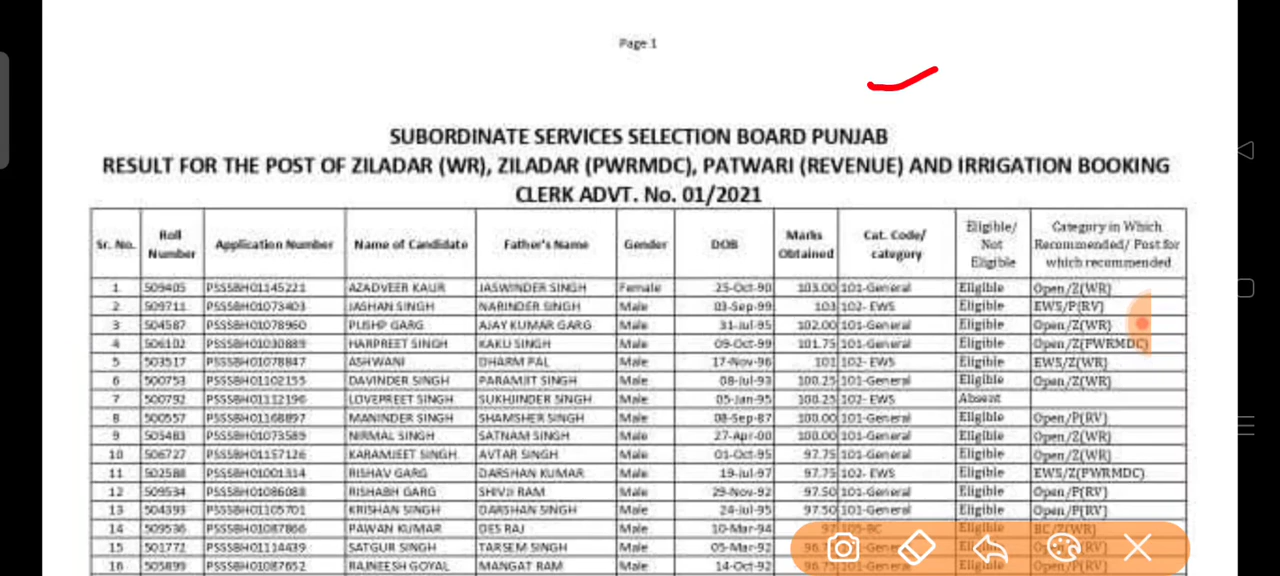 Page 1
SUBORDINATE SERVICES SELECTION BOARD PUNJAB
RESULT FOR THE POST OF ZILADAR (WR), ZILADAR (PWRMDC), PATWARI (REVENUE) AND IRRIGATION BOOKING
CLERK ADVT. No. 01/2021
Sr. No. Roll Number Application Number Name of Candidate Father's Name Gender DOB Marks Obtained Cat. Code/ category Eligible/ Not Eligible Category in Which Recommended/ Post for which recommended
1 509405 PSSSBH01145221 AZADVEER KAUR JASWINDER SINGH Female 25-Oct-90 103.00 101-General Eligible Open/Z(WR)
2 509711 PSSSBH01073403 JASHAN SINGH NARINDER SINGH Male 03-Sep-99 103 102- EWS Eligible EWS/P(RV)
3 504587 PSSSBH01078960 PUSHP GARG AJAY KUMAR GARG Male 31-Jul-95 102.00 101-General Eligible Open/Z(WR)
4 506102 PSSSBH01030889 HARPREET SINGH KAKU SINGH Male 09-Oct-99 101.75 101-General Eligible Open/Z(PWRMDC)
5 503517 PSSSBH01078847 ASHWANI DHARM PAL Male 17-Nov-96 101 102- EWS Eligible EWS/Z(WR)
6 500753 PSSSBH01102155 DAVINDER SINGH PARAMJIT SINGH Male 08-Jul-93 100.25 101-General Eligible Open/Z(WR)
7 500792 PSSSBH01112196 LOVEPREET SINGH SUKHJINDER SINGH Male 05-Jan-95 100.25 102- EWS Absent
8 500557 PSSSBH01168897 MANINDER SINGH SHAMSHER SINGH Male 08-Sep-87 100.00 101-General Eligible Open/P(RV)
9 505483 PSSSBH01073589 NIRMAL SINGH SATNAM SINGH Male 27-Apr-00 100.00 101-General Eligible Open/Z(WR)
10 506727 PSSSBH01157126 KARAMJEET SINGH AVTAR SINGH Male 01-Oct-95 97.75 101-General Eligible Open/Z(WR)
11 502588 PSSSBH01001314 RISHAV GARG DARSHAN KUMAR Male 19-Jul-97 97.75 102- EWS Eligible EWS/Z(PWRMDC)
12 509534 PSSSBH01086088 RISHABH GARG SHIVJI RAM Male 29-Nov-92 97.50 101-General Eligible Open/P(RV)
13 504393 PSSSBH01105701 KRISHAN SINGH DARSHAN SINGH Male 24-Jul-95 97.50 101-General Eligible Open/P(RV)
14 509536 PSSSBH01087866 PAWAN KUMAR DES RAJ Male 10-Mar-94 97 105-BC Eligible BC/Z(WR)
15 501772 PSSSBH01114439 SATGUR SINGH TARSEM SINGH Male 05-Mar-92
16 505899 PSSSBH01087652 RAJNEESH GOYAL MANGAT RAM Male 14-Oct-92 96.75 101-General Eligible Open/P(RV)